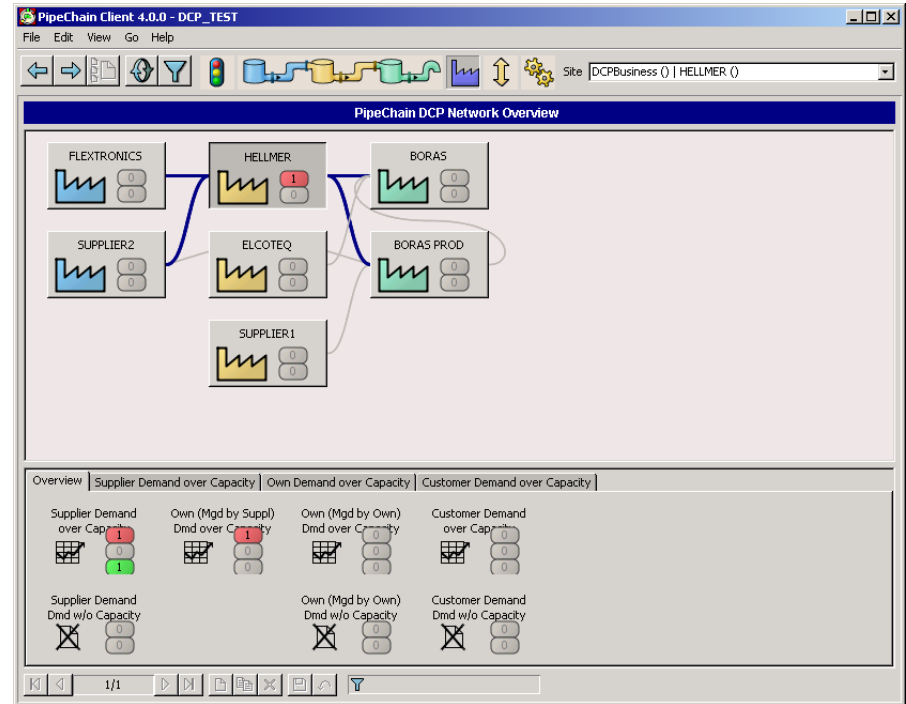 PipeChain Client 4.0.0 - DCP_TEST
File Edit View Go Help
Site DCPBusiness () | HELLMER ()
PipeChain DCP Network Overview
FLEXTRONICS
0
0
HELLMER
1
0
BORAS
0
0
SUPPLIER2
0
0
ELCOTEQ
0
0
BORAS PROD
0
0
SUPPLIER1
0
0
Overview Supplier Demand over Capacity Own Demand over Capacity Customer Demand over Capacity
Supplier Demand
over Capacity
1
0
1
Own (Mgd by Suppl)
Dmd over Capacity
1
0
0
Own (Mgd by Own)
Dmd over Capacity
0
0
0
Customer Demand
over Capacity
0
0
0
Supplier Demand
Dmd w/o Capacity
0
0
Own (Mgd by Own)
Dmd w/o Capacity
0
0
Customer Demand
Dmd w/o Capacity
0
0
1/1